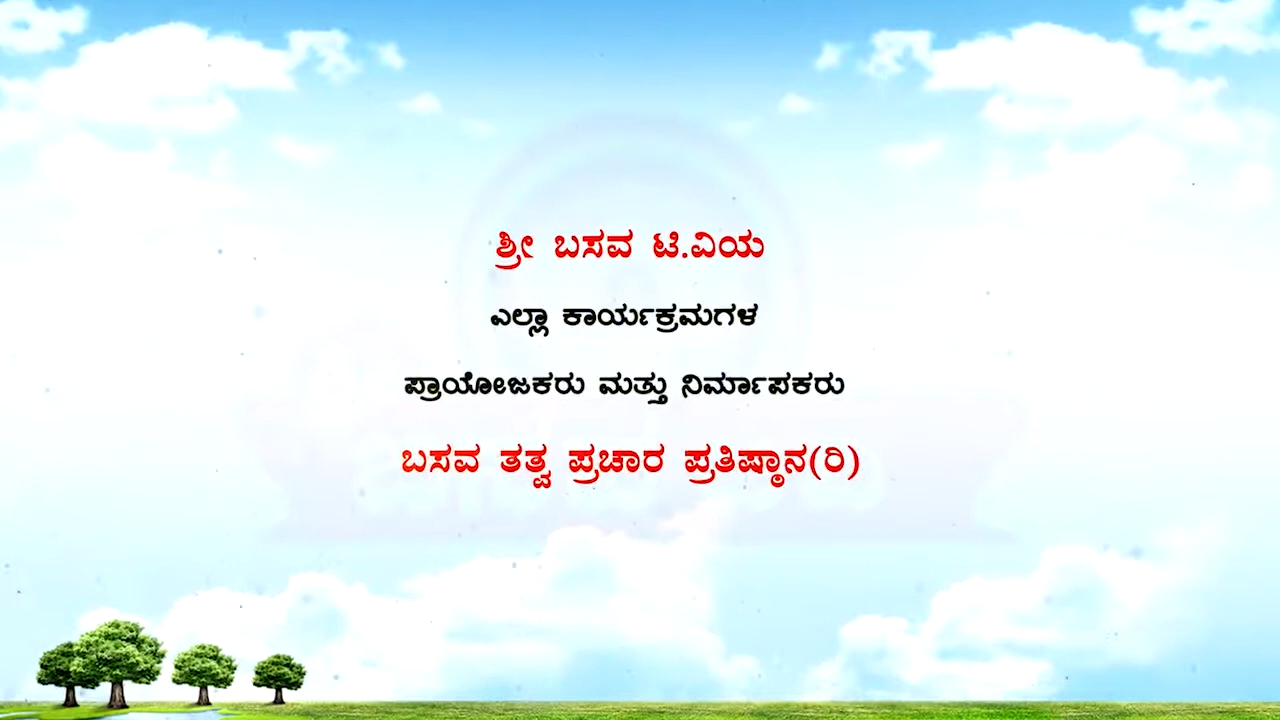 ಶ್ರೀ ಬಸವ ಟಿ.ವಿಯ
ಎಲ್ಲಾ ಕಾರ್ಯಕ್ರಮಗಳ
ಪ್ರಾಯೋಜಕರು ಮತ್ತು ನಿರ್ಮಾಪಕರು
ಬಸವ ತತ್ವ ಪ್ರಚಾರ ಪ್ರತಿಷ್ಠಾನ(ರಿ)